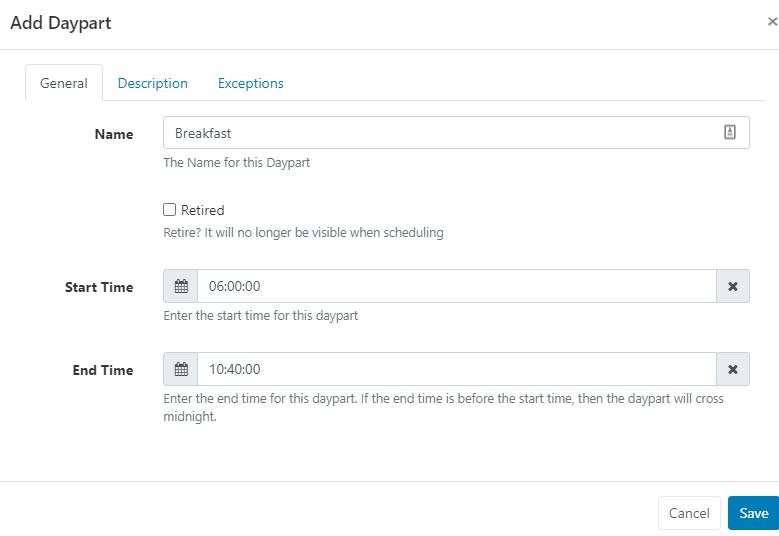 Add Daypart
×
General Description Exceptions
Name Breakfast
The Name for this Daypart
Retired
Retire? It will no longer be visible when scheduling
Start Time 06:00:00
Enter the start time for this daypart
End Time 10:40:00
Enter the end time for this daypart. If the end time is before the start time, then the daypart will cross
midnight.
Cancel Save